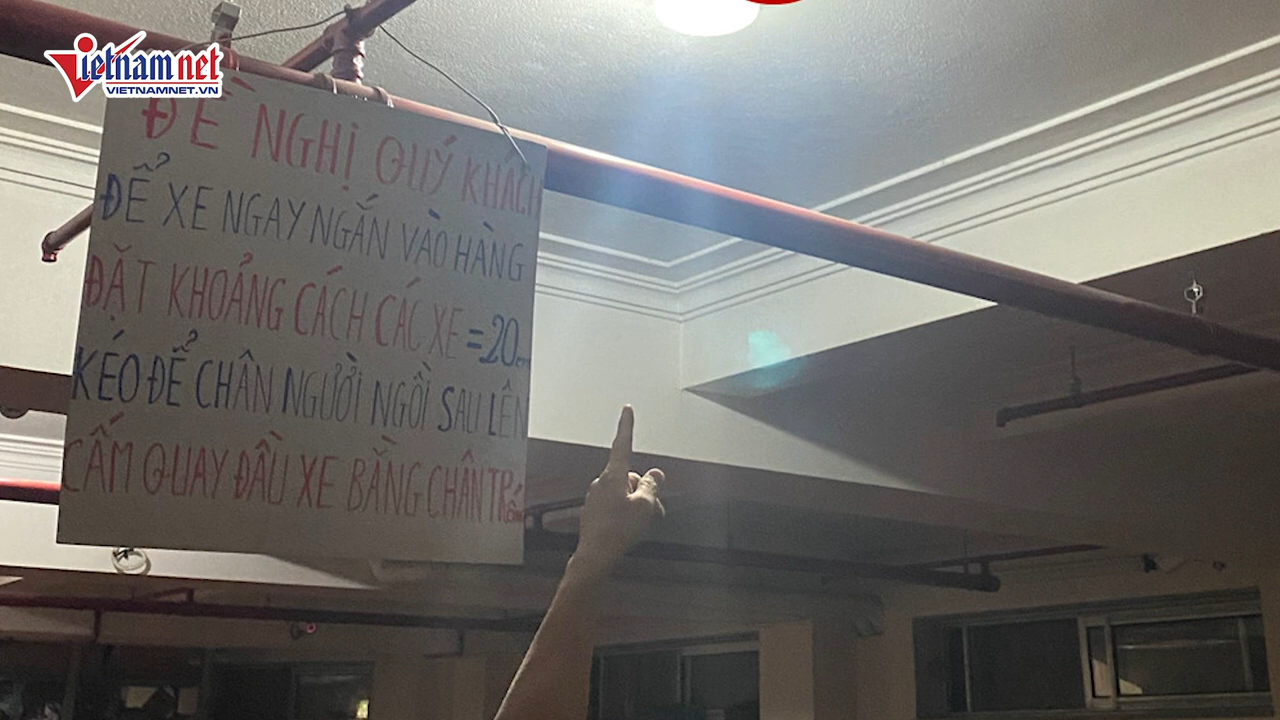 vietnamnet
VIETNAMNET.VN
ĐỀ NGHỊ QUÝ KHÁCH
ĐỂ XE NGAY NGẮN VÀO HÀNG
ĐẶT KHOẢNG CÁCH CÁC XE = 20cm
KÉO ĐỂ CHÂN NGƯỜI NGỒI SAU LÊN
CẤM QUAY ĐẦU XE BẰNG CHÂN TRỐNG